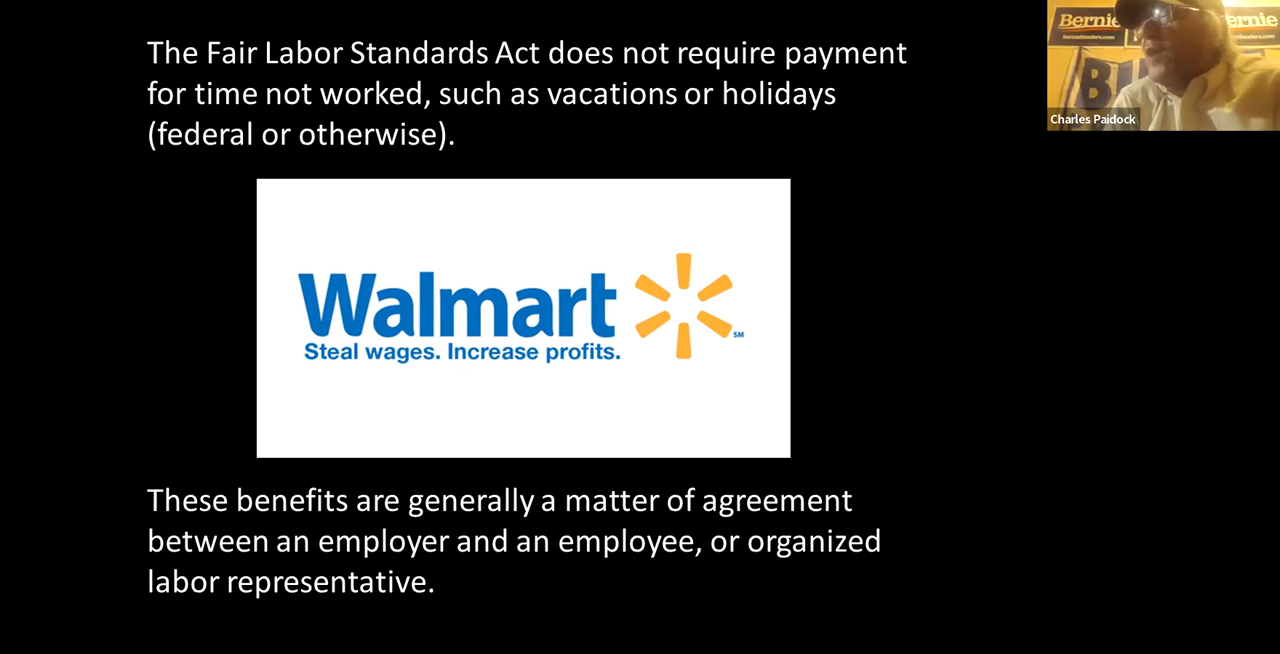 The Fair Labor Standards Act does not require payment
for time not worked, such as vacations or holidays
(federal or otherwise).
Walmart
SM
Steal wages. Increase profits.
These benefits are generally a matter of agreement
between an employer and an employee, or organized
labor representative.
Bernie
ernie
Charles Paidock